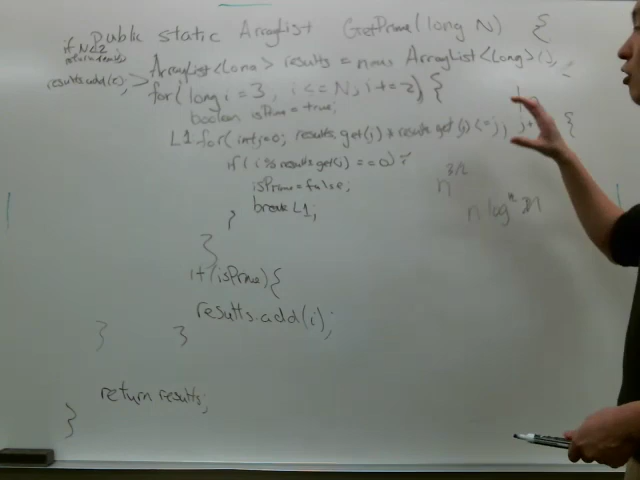 Public static ArrayList GetPrime(long N) {
if N<2
return results;
ArrayList<Long> results = new ArrayList<Long>();
results.add(2);
for(long i=3, i<=N; i+=2) {
boolean isPrime = true;
L1. for( int j=0; results.get(j) * results.get(j) <=i, j++ {
if( i % results.get(j) ==0) {
isPrime = false;
break L1;
}
}
if(isPrime) {
results.add(i);
} }
return results;
}
n^3/2
n log